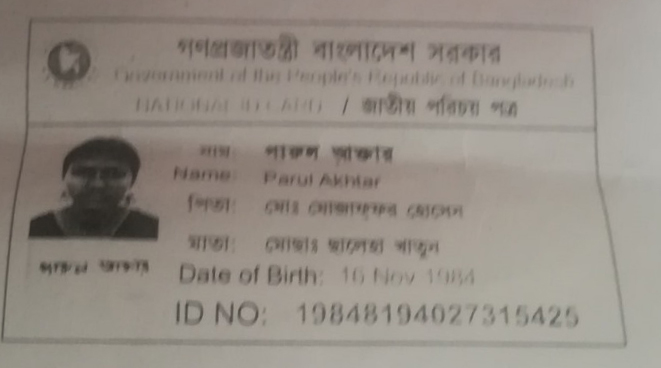 গণপ্রজাতন্ত্রী বাংলাদেশ সরকার
Government of the People's Republic of Bangladesh
NATIONAL ID CARD / জাতীয় পরিচয় পত্র
নাম: পারুল আক্তার
Name: Parul Akhtar
পিতা: মোঃ মোজাফ্ফর হোসেন
মাতা: মোছাঃ ছালেহা খাতুন
পারুল আক্তার
Date of Birth: 16 Nov 1984
ID NO: 19848194027315425